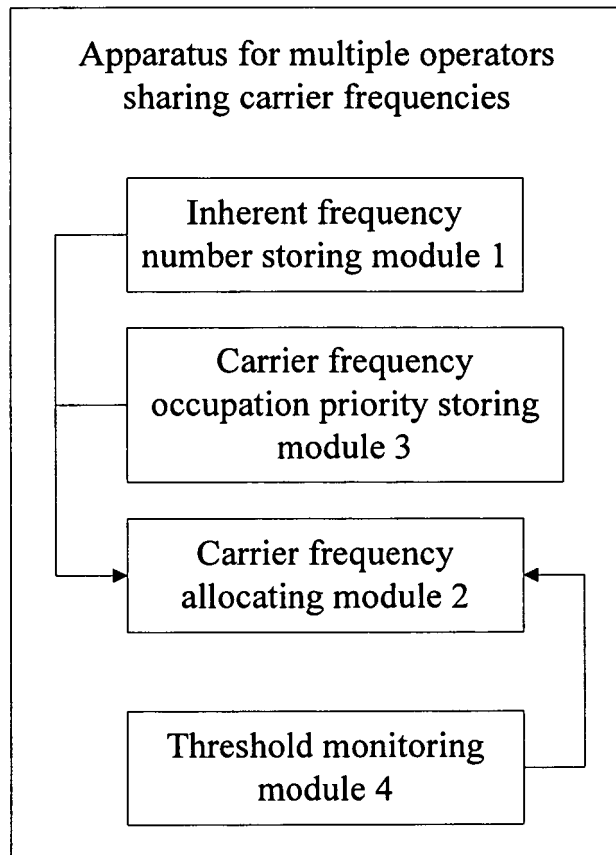 Apparatus for multiple operators
sharing carrier frequencies
Inherent frequency
number storing module 1
Carrier frequency
occupation priority storing
module 3
Carrier frequency
allocating module 2
Threshold monitoring
module 4